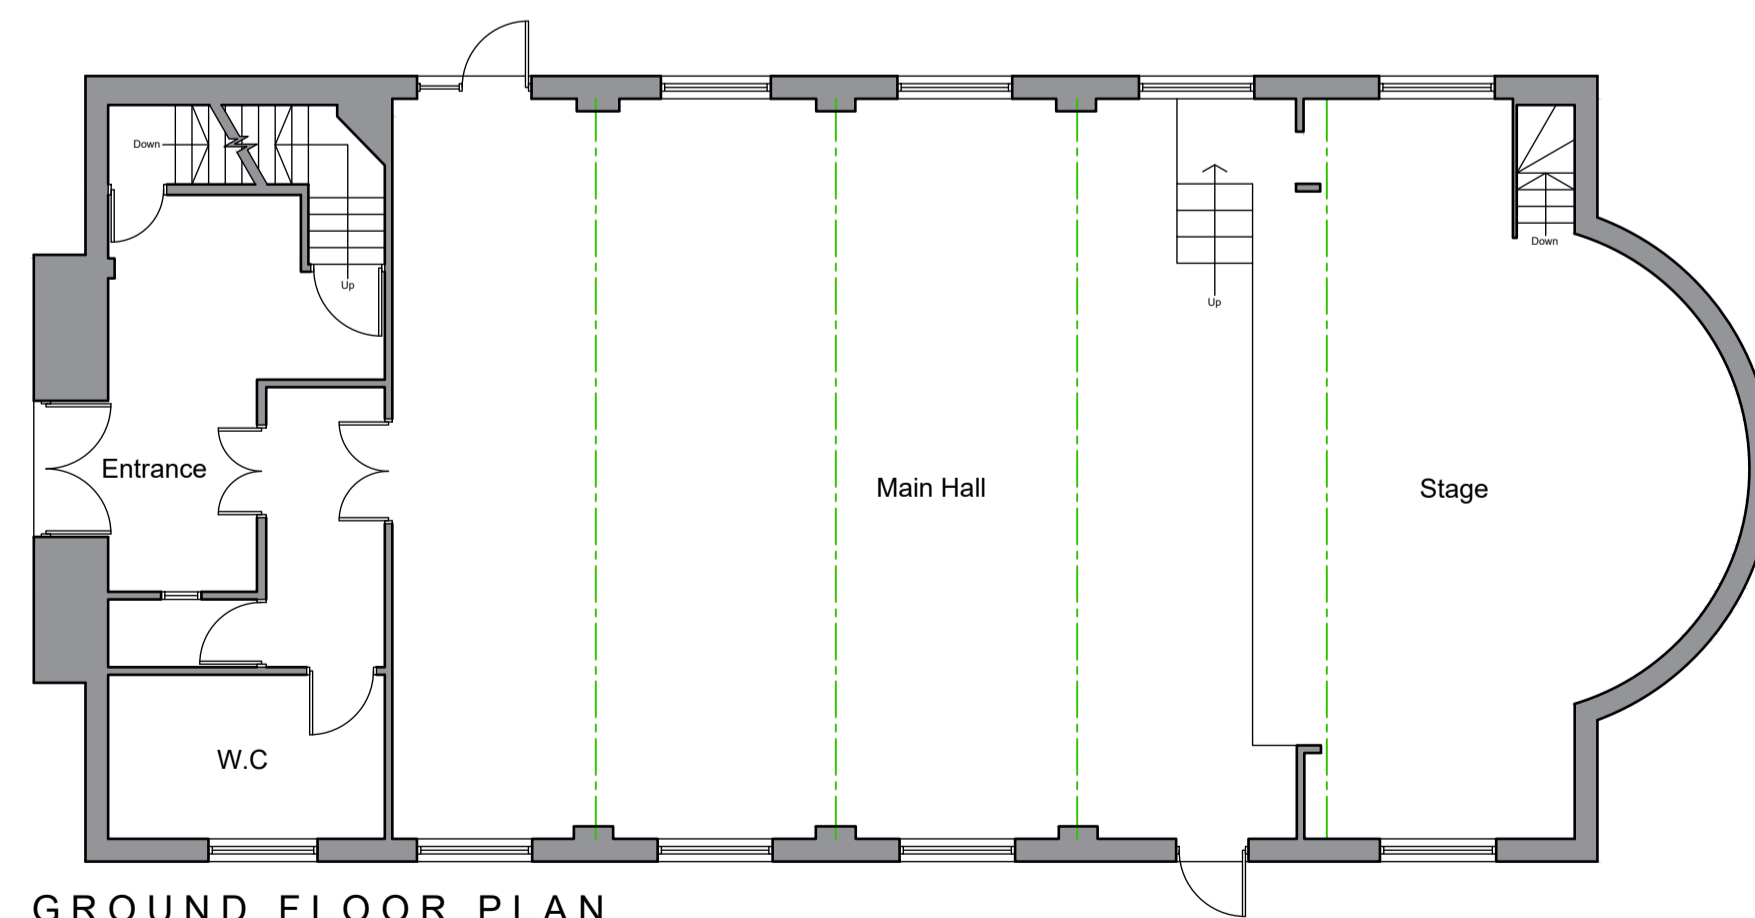 Down
Down
Up
Up
Entrance
Main Hall
Stage
W.C
GROUND FLOOR PLAN